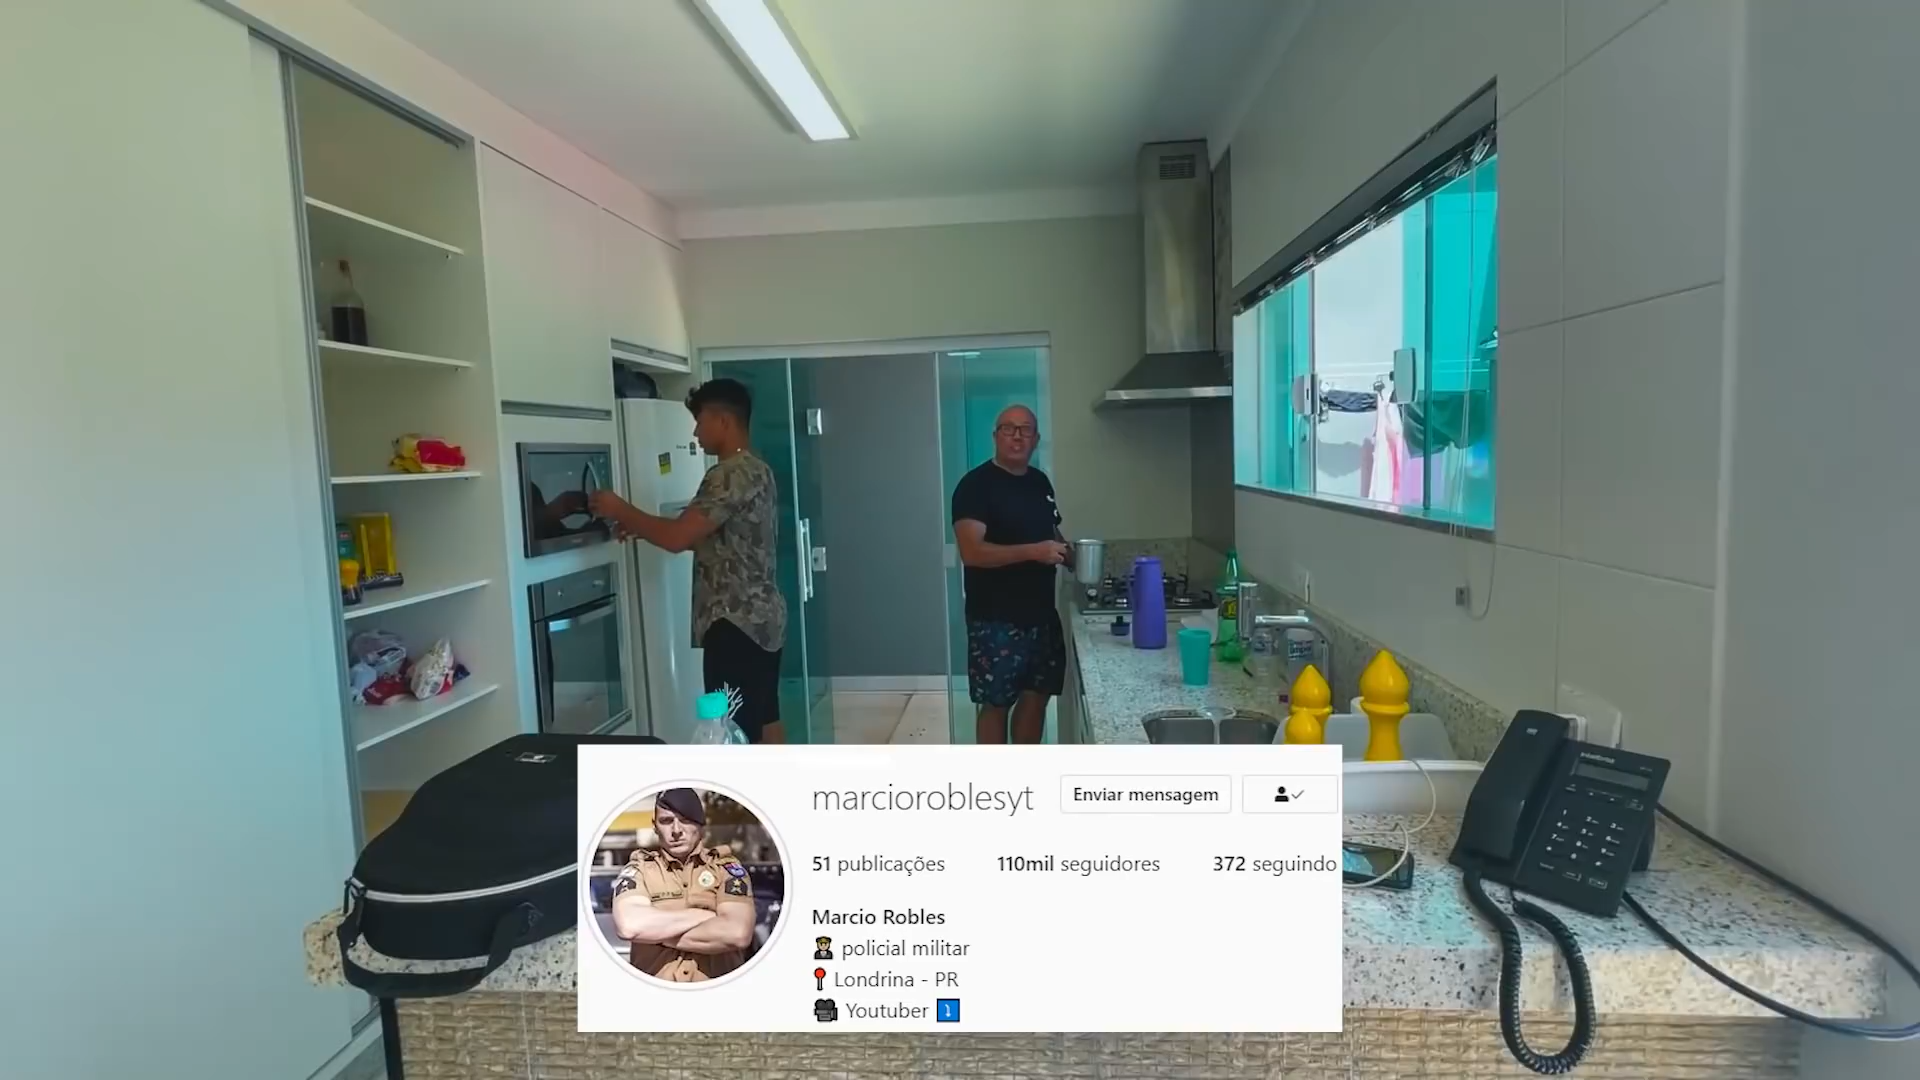 marcioroblesyt
Enviar mensagem
51 publicações
110mil seguidores
372 seguindo
Marcio Robles
policial militar
Londrina - PR
Youtuber